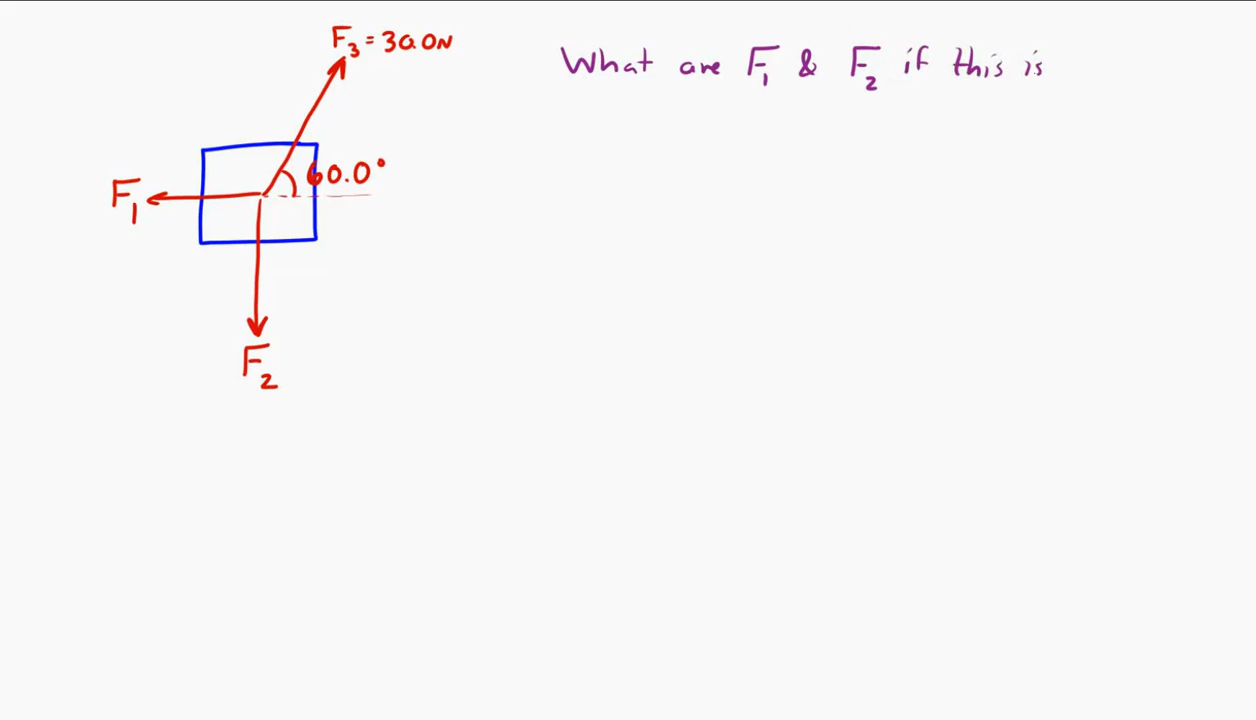 F3 = 30.0N
What are F1 & F2 if this is
60.0°
F1
F2